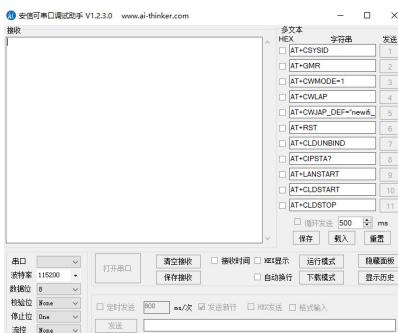 安信可串口调试助手 V1.2.3.0 www.ai-thinker.com
接收
多文本
HEX 字符串 发送
AT+CSYSID 1
AT+GMR 2
AT+CWMODE=1 3
AT+CWLAP 4
AT+CWJAP_DEF="newifi_ 5
AT+RST 6
AT+CLDUNBIND 7
AT+CIPSTA? 8
AT+LANSTART 9
AT+CLDSTART 10
AT+CLDSTOP 11
循环发送 500 ms
保存 载入 重置
串口 打开串口 清空接收 接收时间 HEX显示 运行模式 隐藏面板
波特率 115200 保存接收 自动换行 下载模式 显示历史
数据位 8
校验位 None 定时发送 800 ms/次 发送新行 HEX发送 格式输入
停止位 One 发送
流控 None